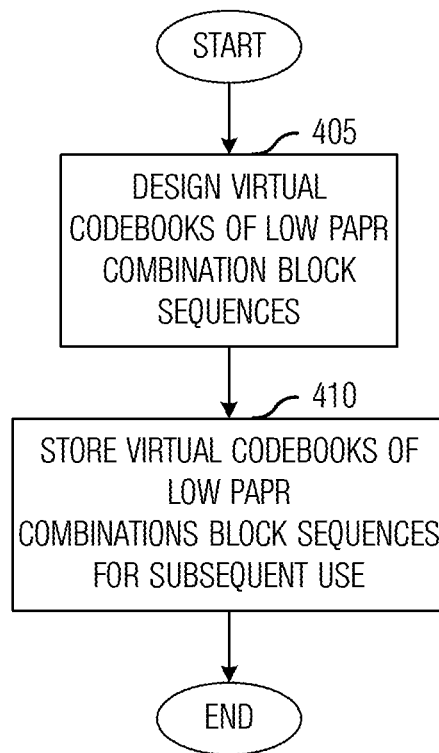 START
405
DESIGN VIRTUAL
CODEBOOKS OF LOW PAPR
COMBINATION BLOCK
SEQUENCES
410
STORE VIRTUAL CODEBOOKS OF
LOW PAPR
COMBINATIONS BLOCK SEQUENCES
FOR SUBSEQUENT USE
END